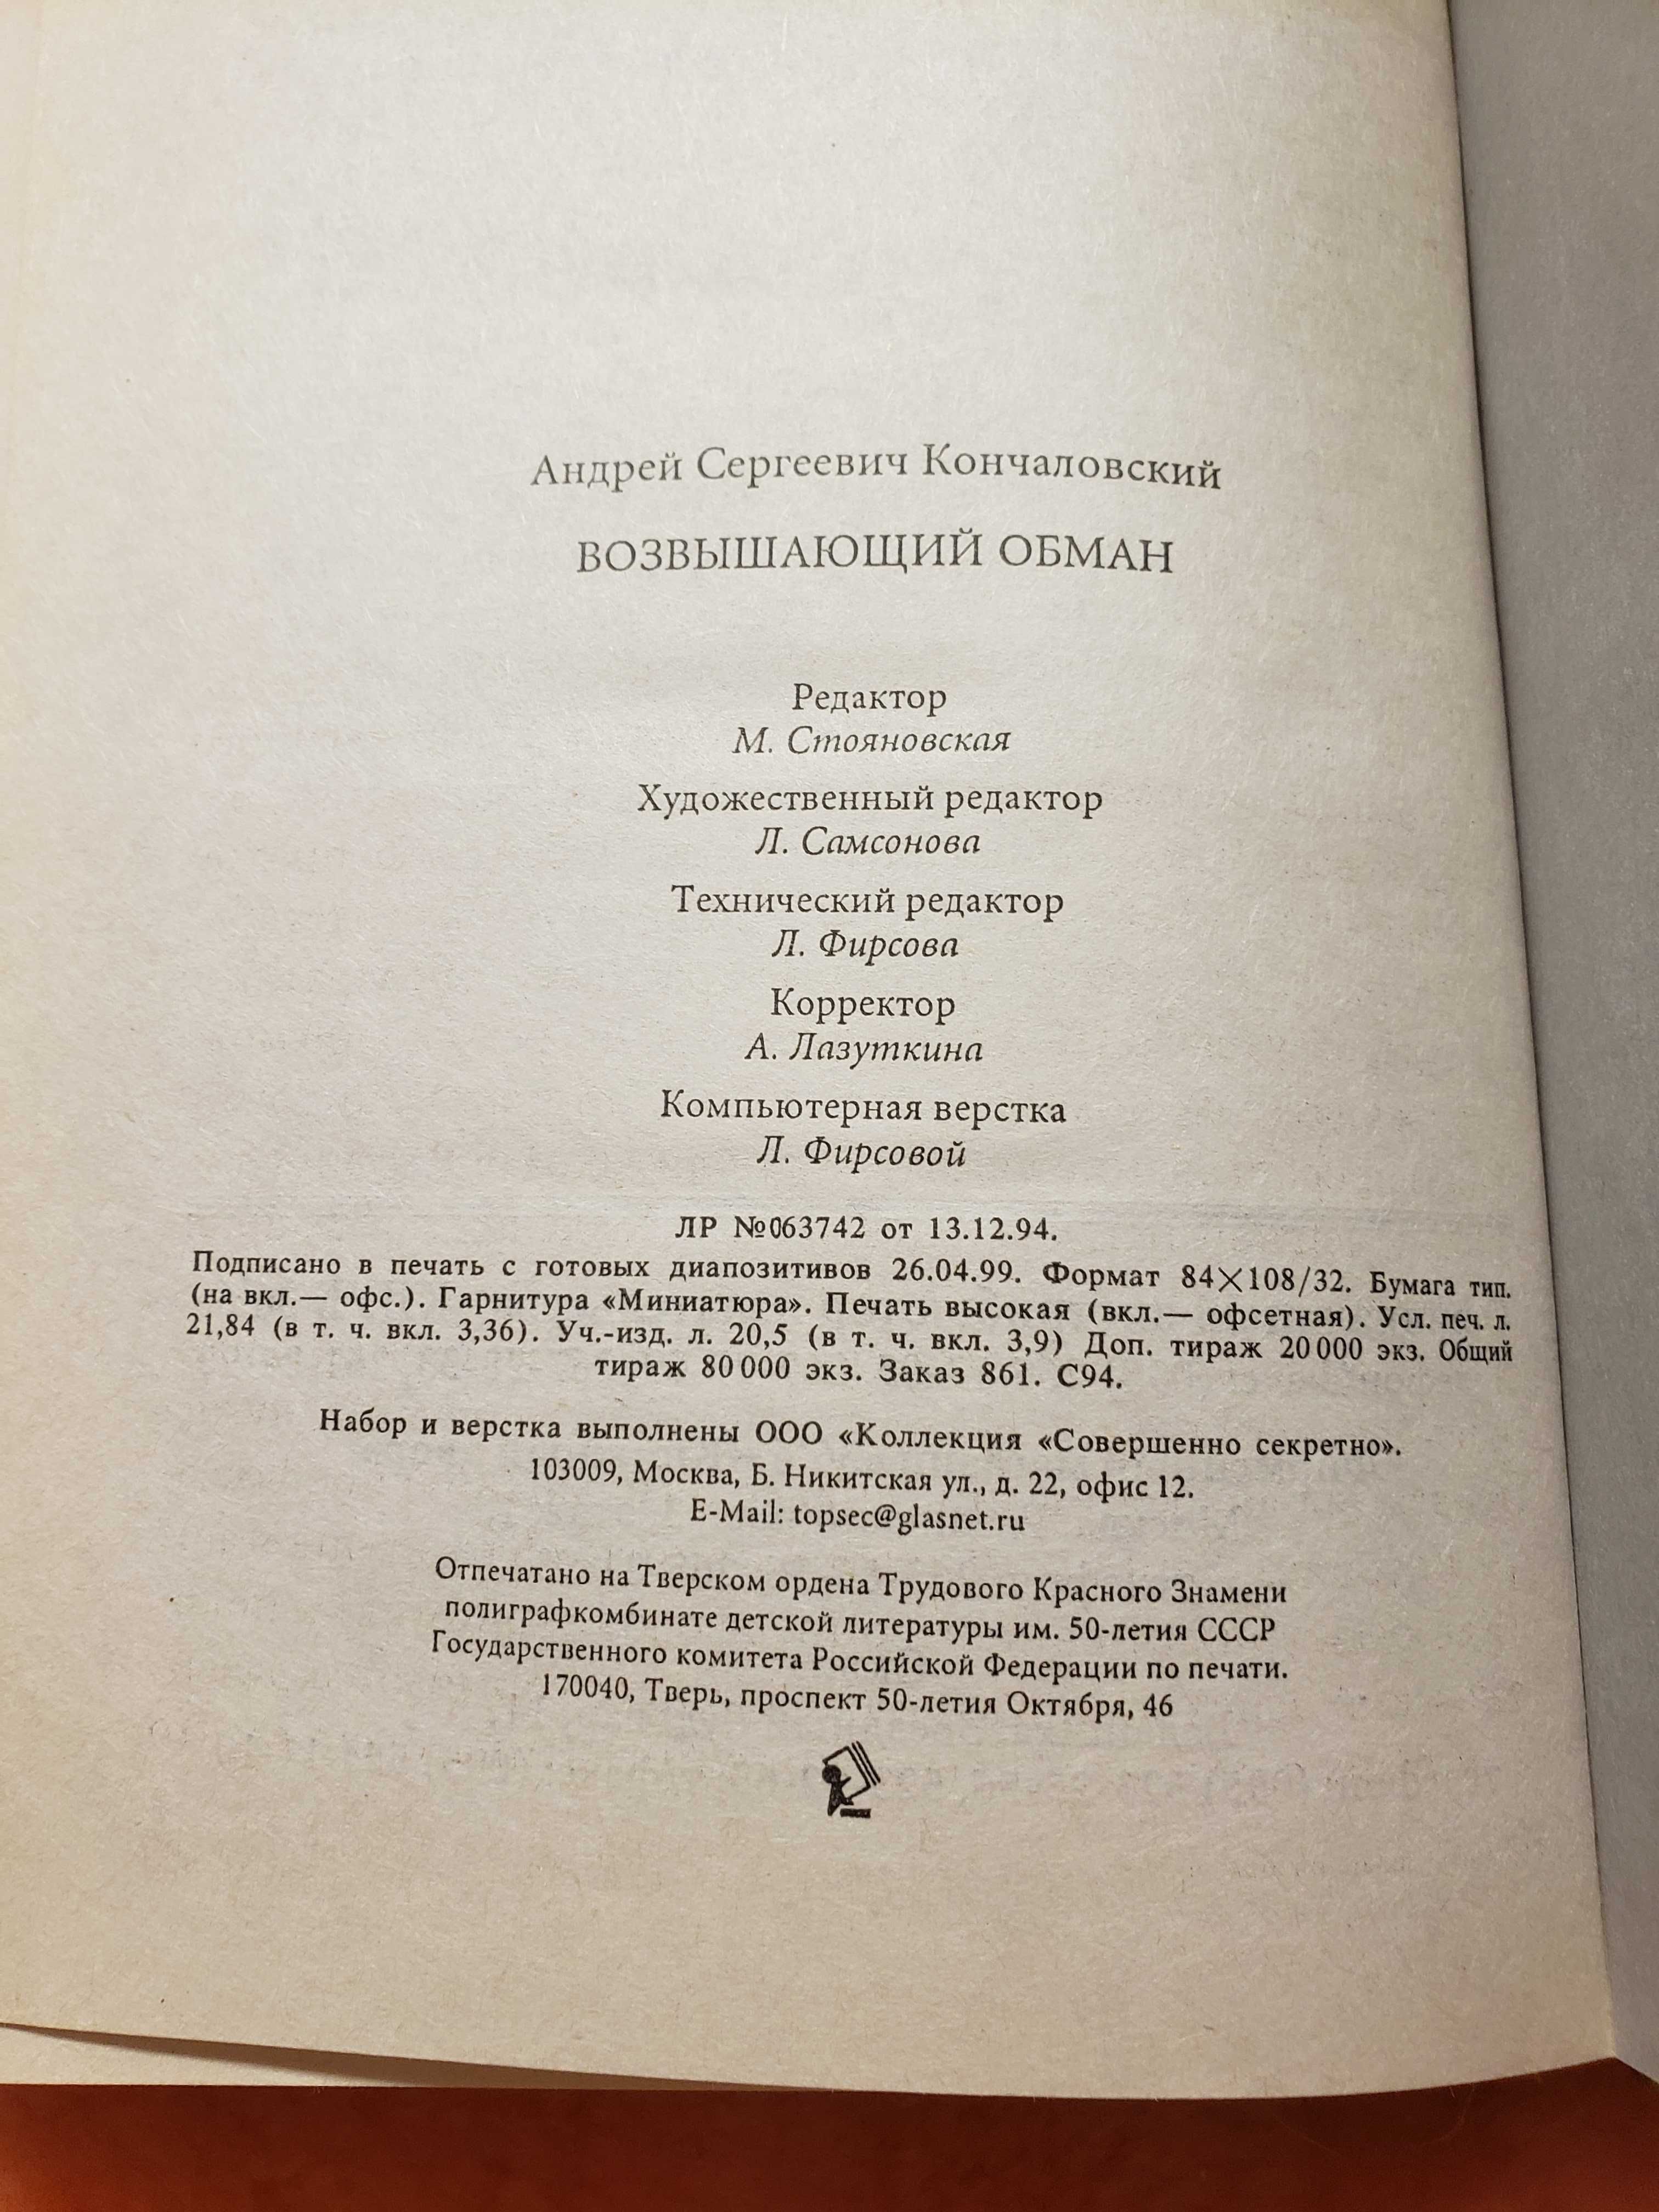 Андрей Сергеевич Кончаловский
ВОЗВЫШАЮЩИЙ ОБМАН
Редактор
М. Стояновская
Художественный редактор
Л. Самсонова
Технический редактор
Л. Фирсова
Корректор
А. Лазуткина
Компьютерная верстка
Л. Фирсовой
ЛР №063742 от 13.12.94.
Подписано в печать с готовых диапозитивов 26.04.99. Формат 84×108/32. Бумага тип.
(на вкл.— офс.). Гарнитура «Миниатюра». Печать высокая (вкл.— офсетная). Усл. печ. л.
21,84 (в т. ч. вкл. 3,36). Уч.-изд. л. 20,5 (в т. ч. вкл. 3,9) Доп. тираж 20 000 экз. Общий
тираж 80 000 экз. Заказ 861. С94.
Набор и верстка выполнены ООО «Коллекция «Совершенно секретно».
103009, Москва, Б. Никитская ул., д. 22, офис 12.
E-Mail: topsec@glasnet.ru
Отпечатано на Тверском ордена Трудового Красного Знамени
полиграфкомбинате детской литературы им. 50-летия СССР
Государственного комитета Российской Федерации по печати.
170040, Тверь, проспект 50-летия Октября, 46